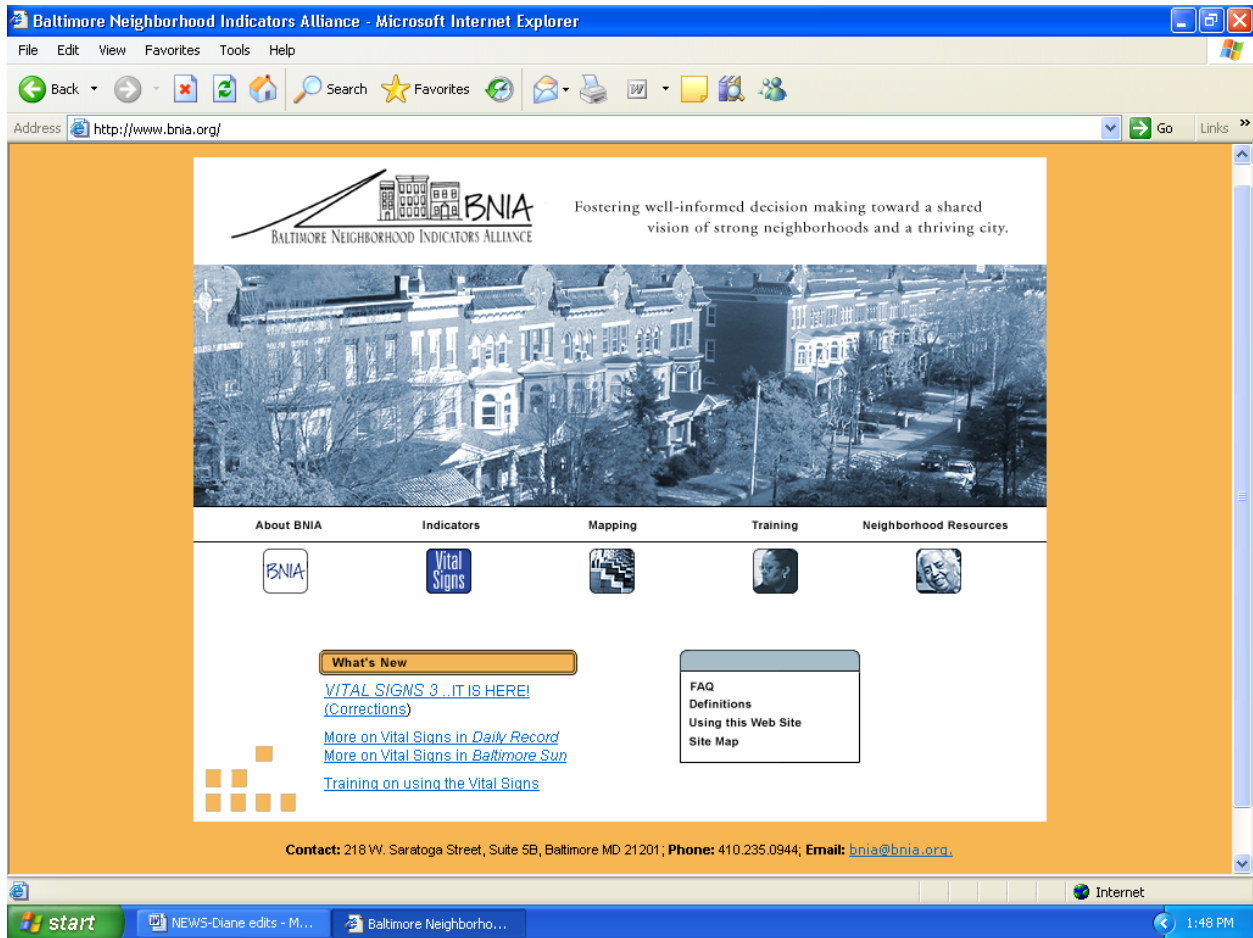 Baltimore Neighborhood Indicators Alliance - Microsoft Internet Explorer
File Edit View Favorites Tools Help
Back Search Favorites
Address http://www.bnia.org/ Go Links »
BNIA
BALTIMORE NEIGHBORHOOD INDICATORS ALLIANCE
Fostering well-informed decision making toward a shared
vision of strong neighborhoods and a thriving city.
About BNIA Indicators Mapping Training Neighborhood Resources
BNIA Vital
Signs
What's New
VITAL SIGNS 3 ..IT IS HERE!
(Corrections)
More on Vital Signs in Daily Record
More on Vital Signs in Baltimore Sun
Training on using the Vital Signs
FAQ
Definitions
Using this Web Site
Site Map
Contact: 218 W. Saratoga Street, Suite 5B, Baltimore MD 21201; Phone: 410.235.0944; Email: bnia@bnia.org.
Internet
start NEWS-Diane edits - M... Baltimore Neighborho... 1:48 PM